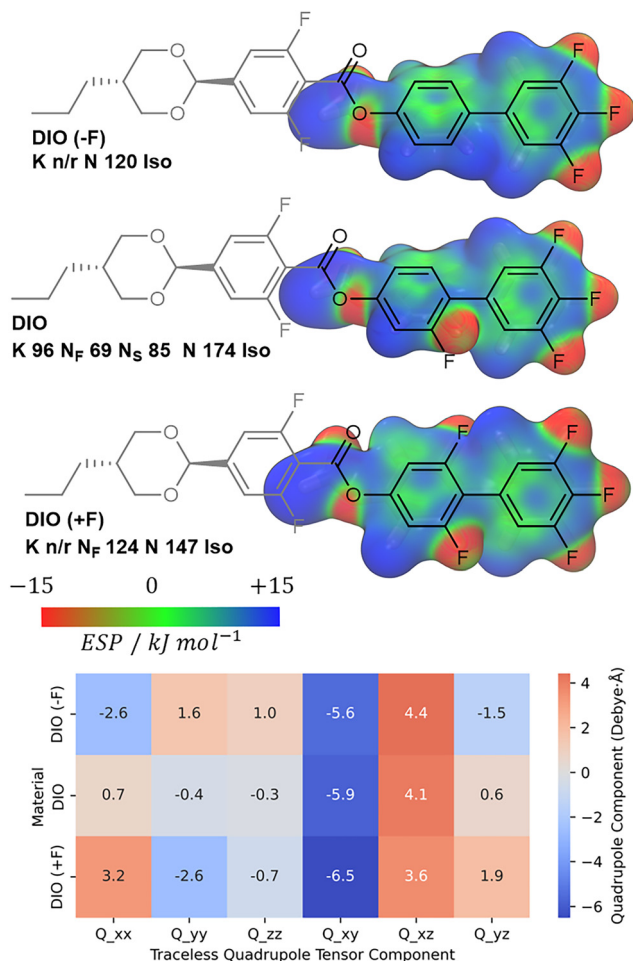 F
O
O
O
F
O
F
F
F
DIO (-F)
K n/r N 120 Iso
F
O
O
O
F
O
F
F
F
F
DIO
K 96 N_F 69 N_S 85 N 174 Iso
F
O
O
O
F
O
F
F
F
F
F
DIO (+F)
K n/r N_F 124 N 147 Iso
−15 0 +15
ESP / kJ mol⁻¹
DIO (-F) -2.6 1.6 1.0 -5.6 4.4 -1.5
DIO 0.7 -0.4 -0.3 -5.9 4.1 0.6
DIO (+F) 3.2 -2.6 -0.7 -6.5 3.6 1.9
Material
Q_xx Q_yy Q_zz Q_xy Q_xz Q_yz
Traceless Quadrupole Tensor Component
4
2
0
−2
−4
−6
Quadrupole Component (Debye·Å)